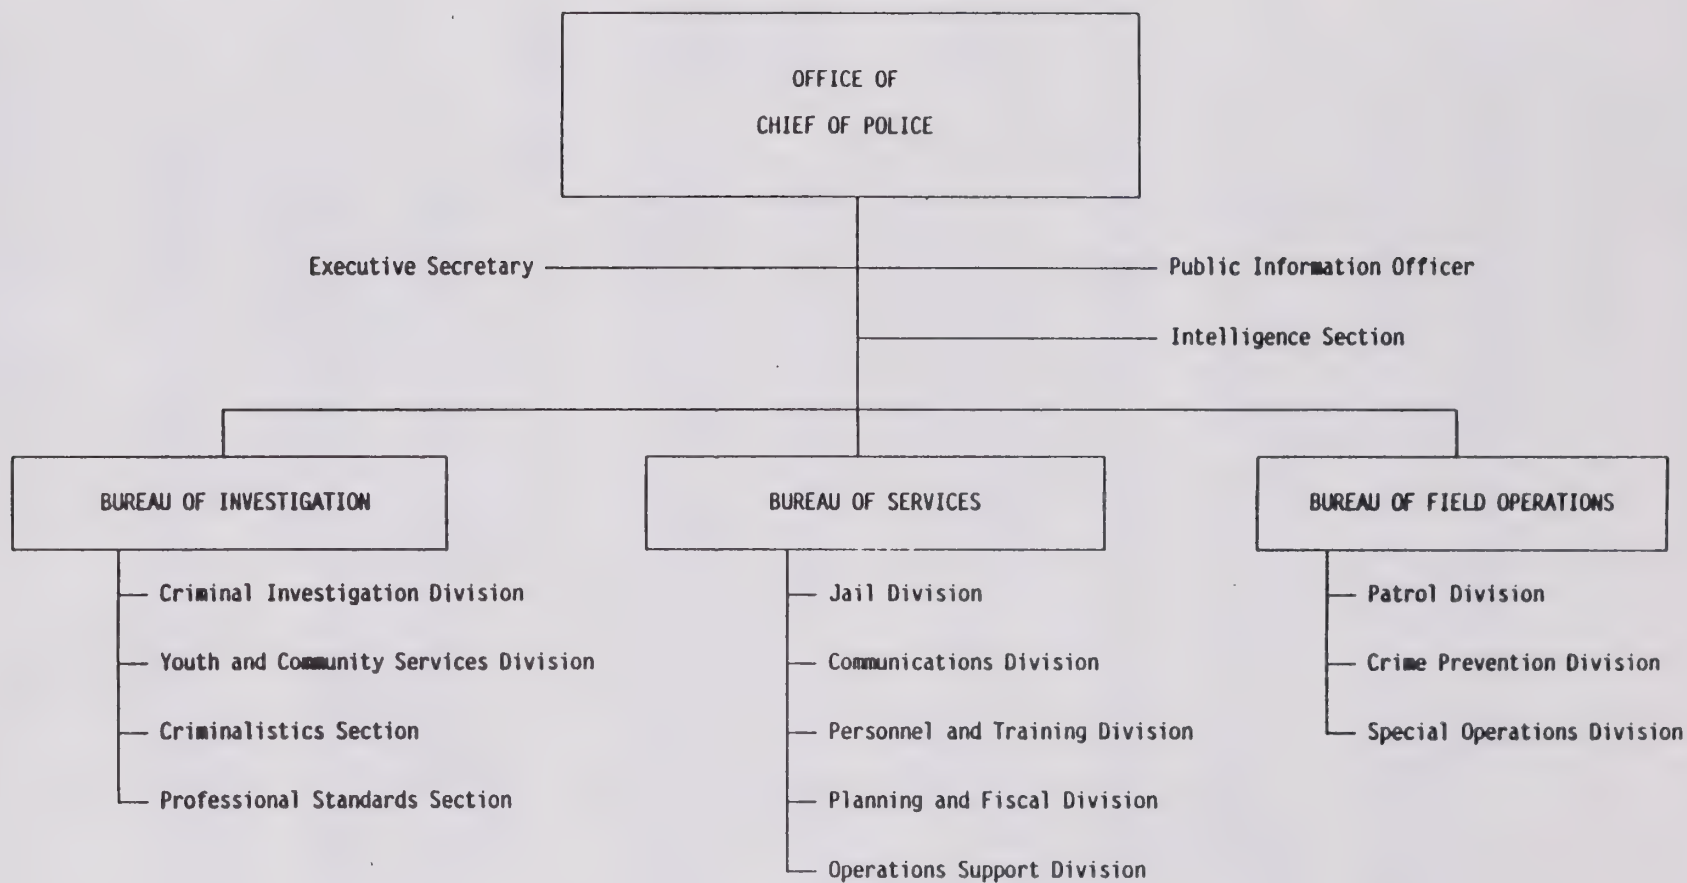 OFFICE OF
CHIEF OF POLICE
Executive Secretary
Public Information Officer
Intelligence Section
BUREAU OF INVESTIGATION
Criminal Investigation Division
Youth and Community Services Division
Criminalistics Section
Professional Standards Section
BUREAU OF SERVICES
Jail Division
Communications Division
Personnel and Training Division
Planning and Fiscal Division
Operations Support Division
BUREAU OF FIELD OPERATIONS
Patrol Division
Crime Prevention Division
Special Operations Division